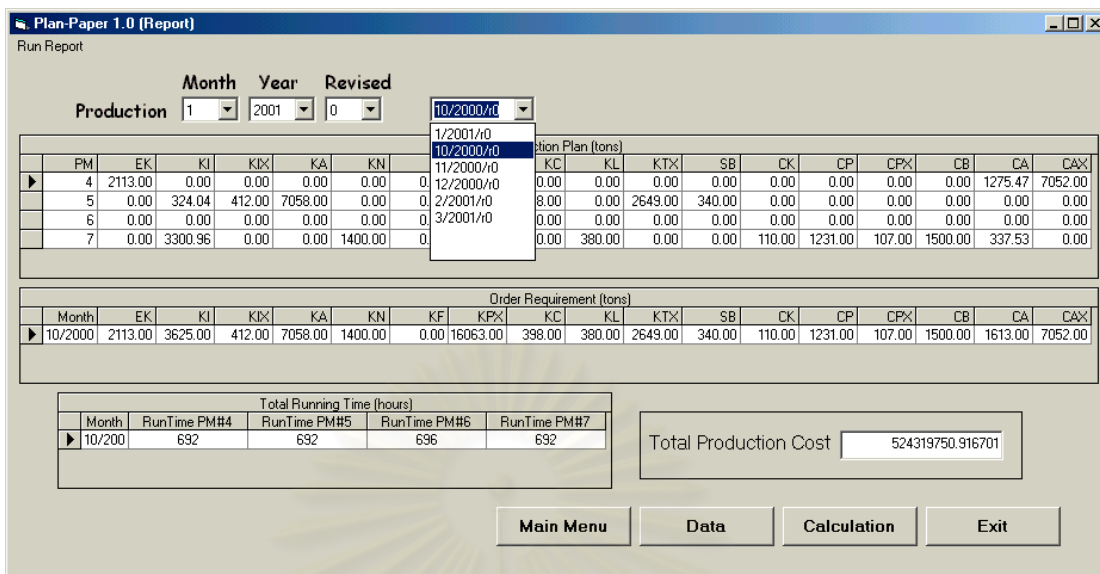 Plan-Paper 1.0 (Report)
Run Report
Month Year Revised
Production 1 2001 0 10/2000/r0
1/2001/r0
10/2000/r0
11/2000/r0
12/2000/r0
2/2001/r0
3/2001/r0
Plan (tons)
PM EK KI KIX KA KN KC KL KTX SB CK CP CPX CB CA CAX
4 2113.00 0.00 0.00 0.00 0.00 0.00 0.00 0.00 0.00 0.00 0.00 0.00 0.00 1275.47 7052.00
5 0.00 324.04 412.00 7058.00 0.00 8.00 0.00 2649.00 340.00 0.00 0.00 0.00 0.00 0.00 0.00
6 0.00 0.00 0.00 0.00 0.00 0.00 0.00 0.00 0.00 0.00 0.00 0.00 0.00 0.00 0.00
7 0.00 3300.96 0.00 0.00 1400.00 0.00 380.00 0.00 0.00 110.00 1231.00 107.00 1500.00 337.53 0.00
Order Requirement (tons)
Month EK KI KIX KA KN KF KPX KC KL KTX SB CK CP CPX CB CA CAX
10/2000 2113.00 3625.00 412.00 7058.00 1400.00 0.00 16063.00 398.00 380.00 2649.00 340.00 110.00 1231.00 107.00 1500.00 1613.00 7052.00
Total Running Time (hours)
Month RunTime PM#4 RunTime PM#5 RunTime PM#6 RunTime PM#7
10/200 692 692 696 692
Total Production Cost 524319750.916701
Main Menu Data Calculation Exit